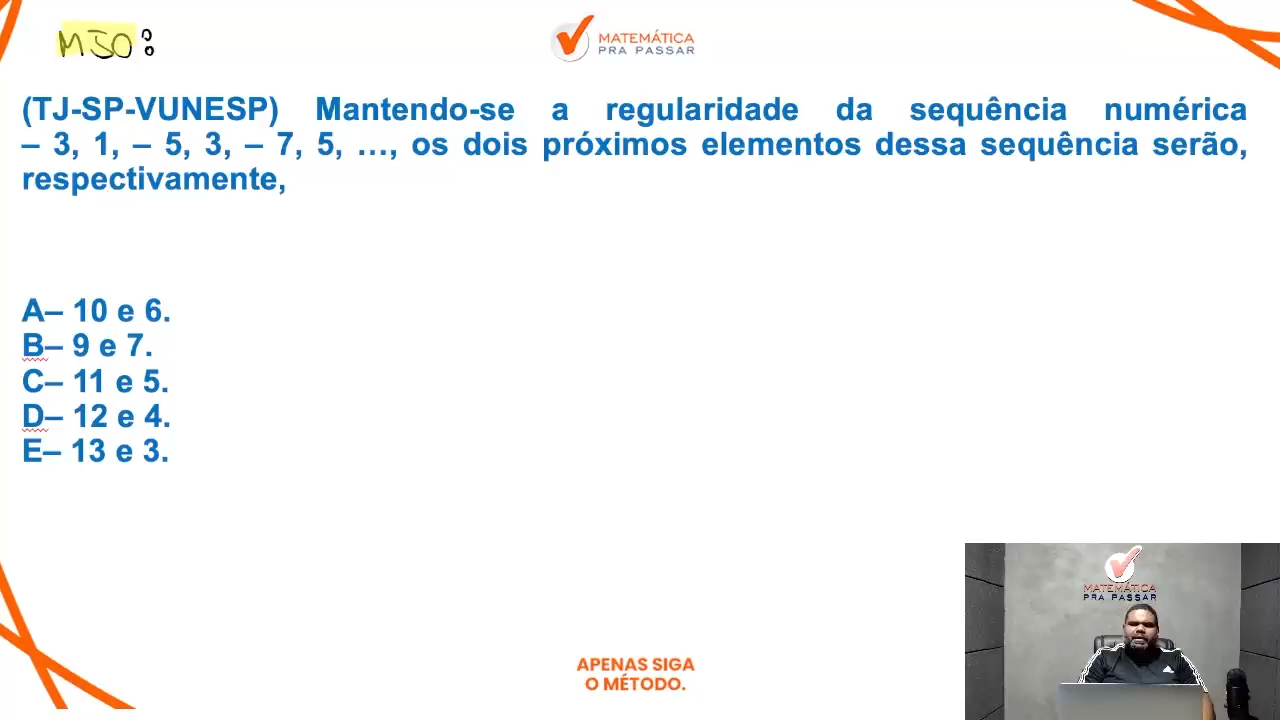 MJO:
MATEMÁTICA
PRA PASSAR
(TJ-SP-VUNESP) Mantendo-se a regularidade da sequência numérica
– 3, 1, – 5, 3, – 7, 5, …, os dois próximos elementos dessa sequência serão,
respectivamente,
A– 10 e 6.
B– 9 e 7.
C– 11 e 5.
D– 12 e 4.
E– 13 e 3.
MATEMÁTICA
PRA PASSAR
APENAS SIGA
O MÉTODO.